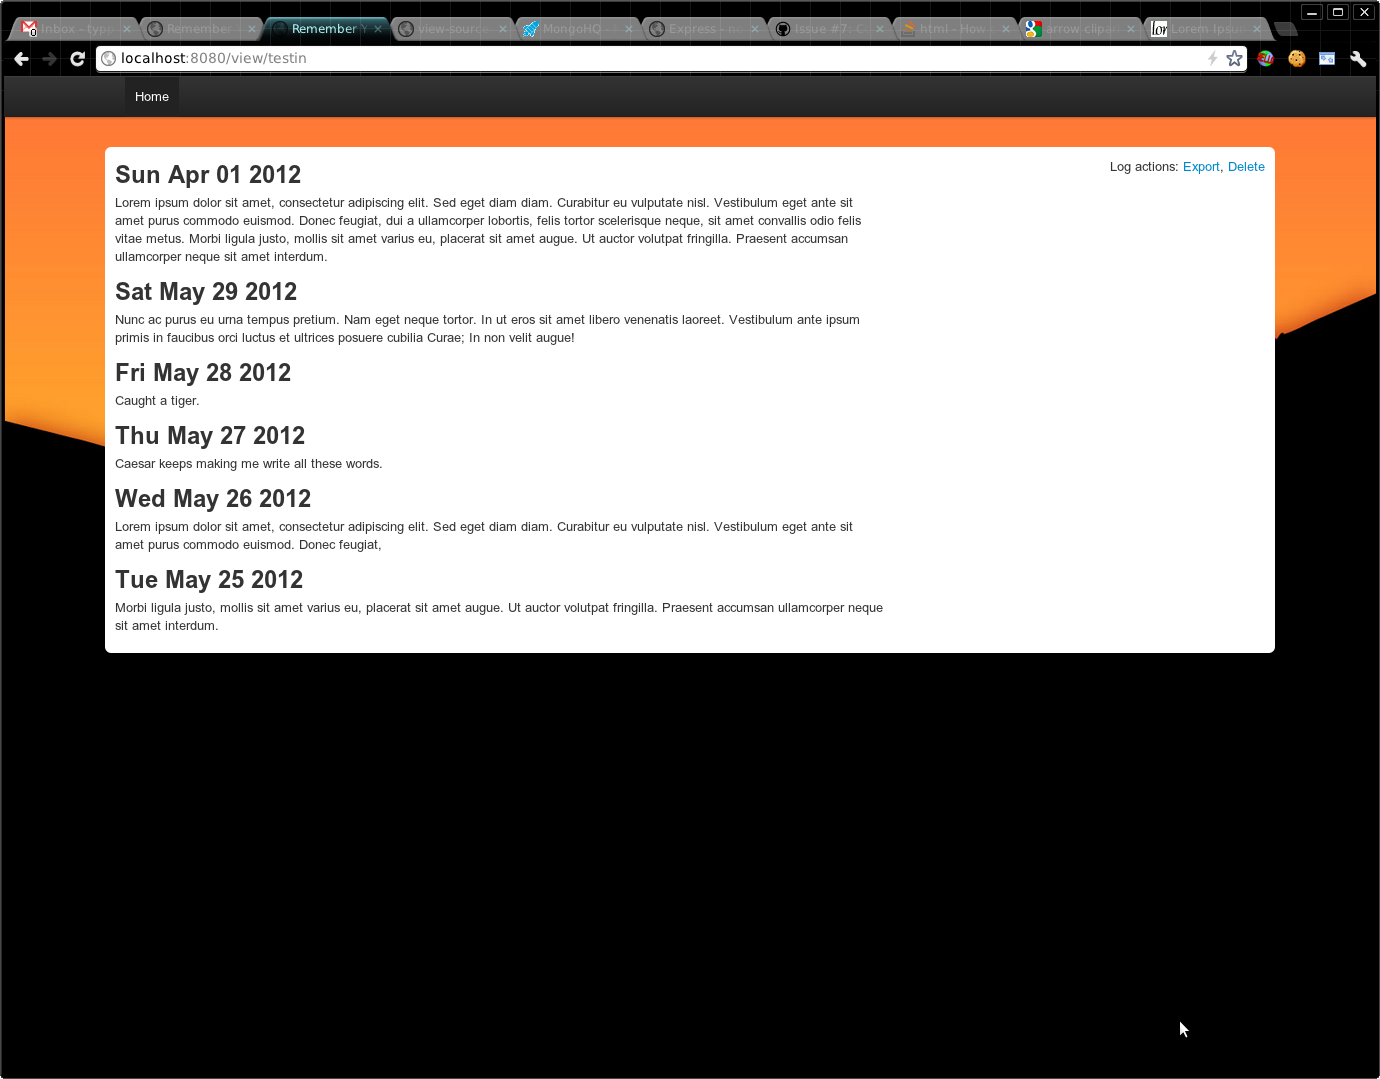 Inbox - typ
Remember
Remember Y
view-source
MongoHQ -
Express -
Issue #7: C
html - How
arrow clipa
Lorem Ipsu
localhost:8080/view/testin
Home
Log actions: Export, Delete
Sun Apr 01 2012
Lorem ipsum dolor sit amet, consectetur adipiscing elit. Sed eget diam diam. Curabitur eu vulputate nisl. Vestibulum eget ante sit
amet purus commodo euismod. Donec feugiat, dui a ullamcorper lobortis, felis tortor scelerisque neque, sit amet convallis odio felis
vitae metus. Morbi ligula justo, mollis sit amet varius eu, placerat sit amet augue. Ut auctor volutpat fringilla. Praesent accumsan
ullamcorper neque sit amet interdum.
Sat May 29 2012
Nunc ac purus eu urna tempus pretium. Nam eget neque tortor. In ut eros sit amet libero venenatis laoreet. Vestibulum ante ipsum
primis in faucibus orci luctus et ultrices posuere cubilia Curae; In non velit augue!
Fri May 28 2012
Caught a tiger.
Thu May 27 2012
Caesar keeps making me write all these words.
Wed May 26 2012
Lorem ipsum dolor sit amet, consectetur adipiscing elit. Sed eget diam diam. Curabitur eu vulputate nisl. Vestibulum eget ante sit
amet purus commodo euismod. Donec feugiat,
Tue May 25 2012
Morbi ligula justo, mollis sit amet varius eu, placerat sit amet augue. Ut auctor volutpat fringilla. Praesent accumsan ullamcorper neque
sit amet interdum.